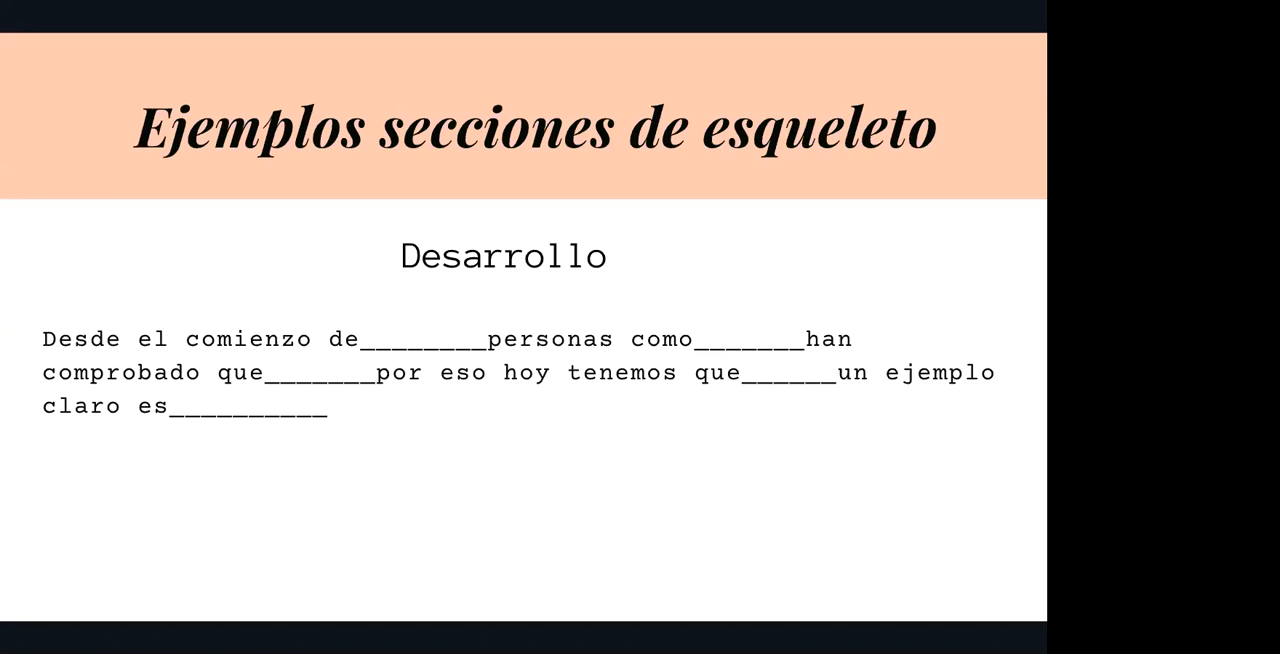 Ejemplos secciones de esqueleto
Desarrollo
Desde el comienzo de________personas como_______han
comprobado que_______por eso hoy tenemos que______un ejemplo
claro es__________